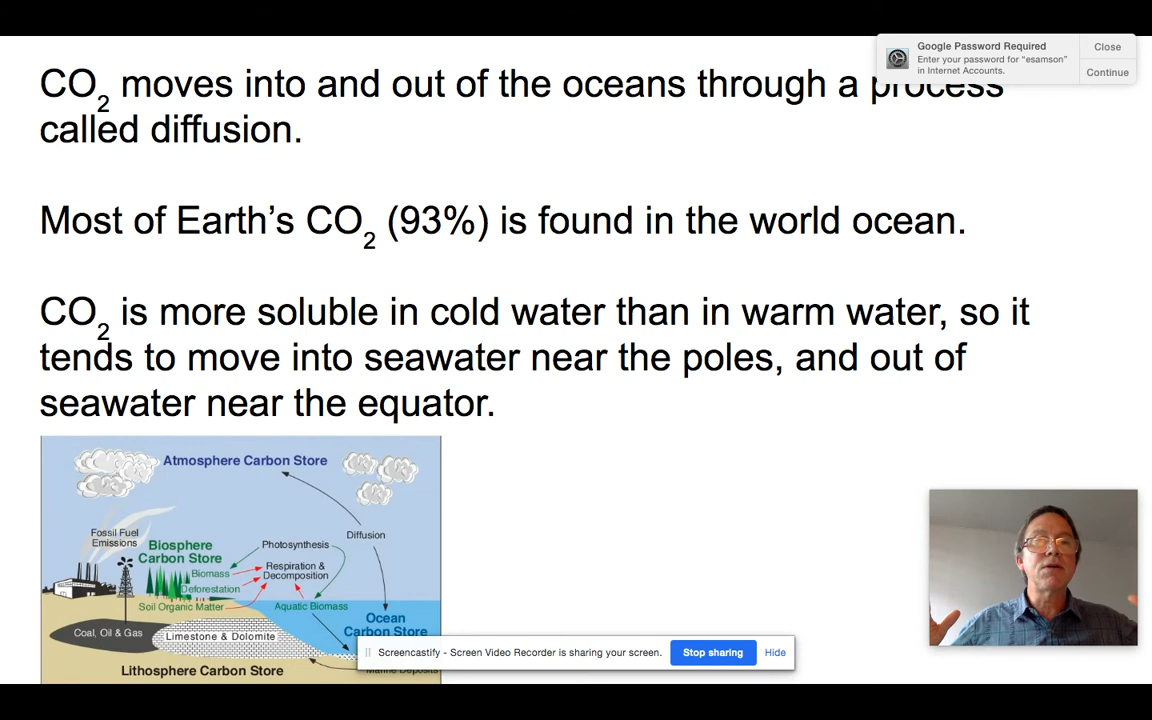 Google Password Required
Close
Enter your password for “esamson”
in Internet Accounts.
Continue
CO2 moves into and out of the oceans through a process
called diffusion.
Most of Earth’s CO2 (93%) is found in the world ocean.
CO2 is more soluble in cold water than in warm water, so it
tends to move into seawater near the poles, and out of
seawater near the equator.
Atmosphere Carbon Store
Fossil Fuel
Emissions
Diffusion
Biosphere
Carbon Store
Photosynthesis
Respiration &
Decomposition
Biomass
Deforestation
Soil Organic Matter
Aquatic Biomass
Ocean
Carbon Store
Coal, Oil & Gas
Limestone & Dolomite
Lithosphere Carbon Store
Marine Deposits
Screencastify - Screen Video Recorder is sharing your screen.
Stop sharing
Hide